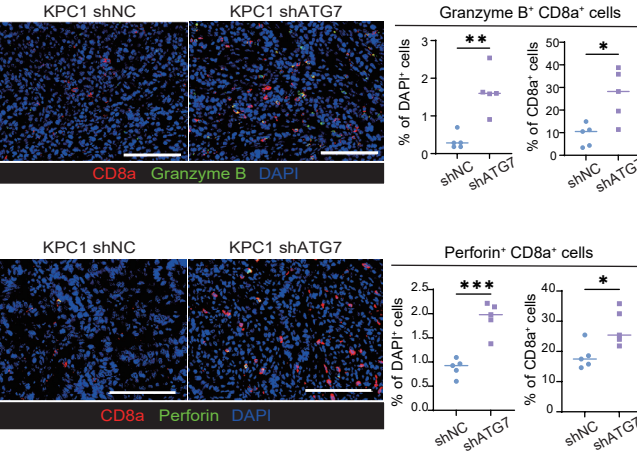 KPC1 shNC KPC1 shATG7
CD8a Granzyme B DAPI
Granzyme B⁺ CD8a⁺ cells
% of DAPI⁺ cells
3
2
1
0
**
shNC shATG7
% of CD8a⁺ cells
50
40
30
20
10
0
*
shNC shATG7
KPC1 shNC KPC1 shATG7
CD8a Perforin DAPI
Perforin⁺ CD8a⁺ cells
% of DAPI⁺ cells
2.5
2.0
1.5
1.0
0.5
0.0
***
shNC shATG7
% of CD8a⁺ cells
40
30
20
10
0
*
shNC shATG7